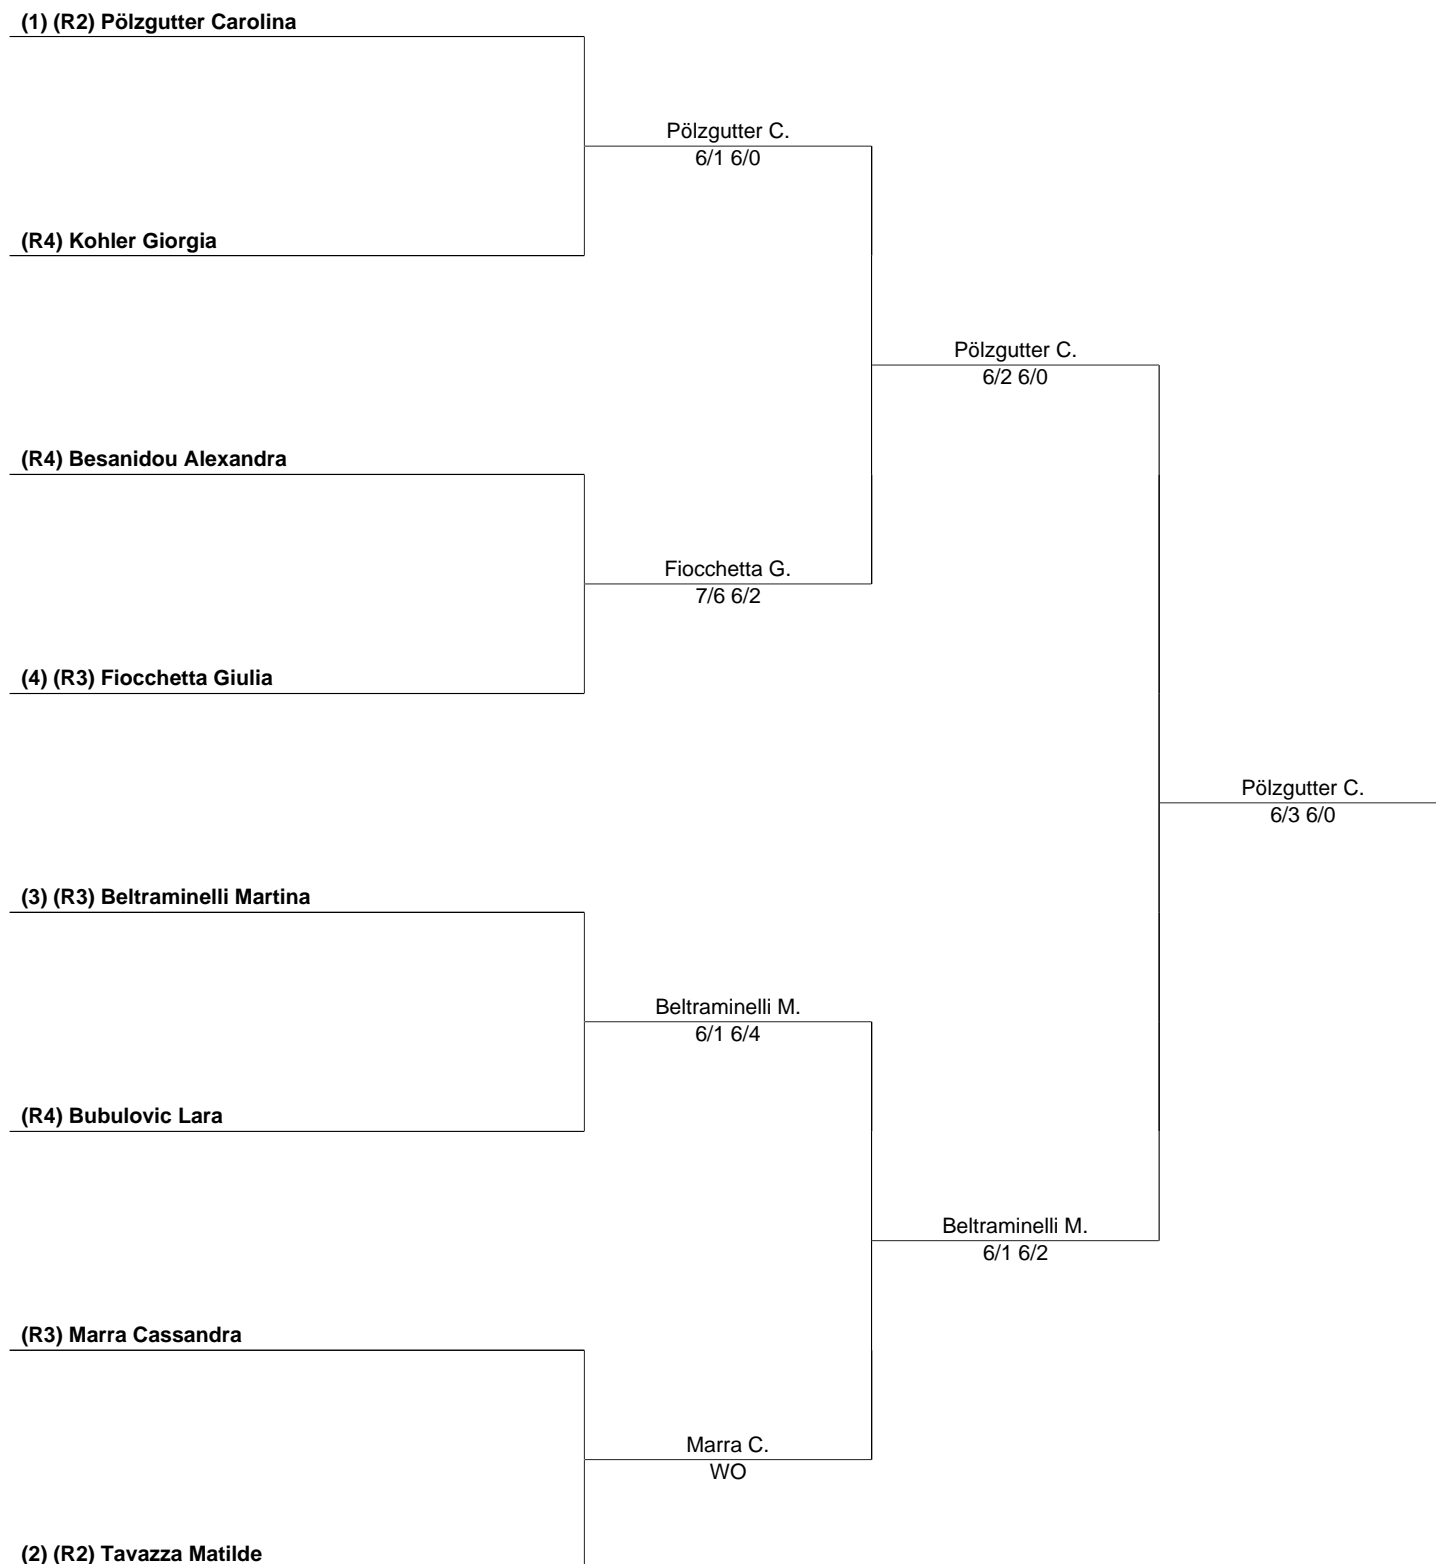 (1) (R2) Pölzgutter Carolina
Pölzgutter C.
6/1 6/0
(R4) Kohler Giorgia
Pölzgutter C.
6/2 6/0
(R4) Besanidou Alexandra
Fiocchetta G.
7/6 6/2
(4) (R3) Fiocchetta Giulia
Pölzgutter C.
6/3 6/0
(3) (R3) Beltraminelli Martina
Beltraminelli M.
6/1 6/4
(R4) Bubulovic Lara
Beltraminelli M.
6/1 6/2
(R3) Marra Cassandra
Marra C.
WO
(2) (R2) Tavazza Matilde